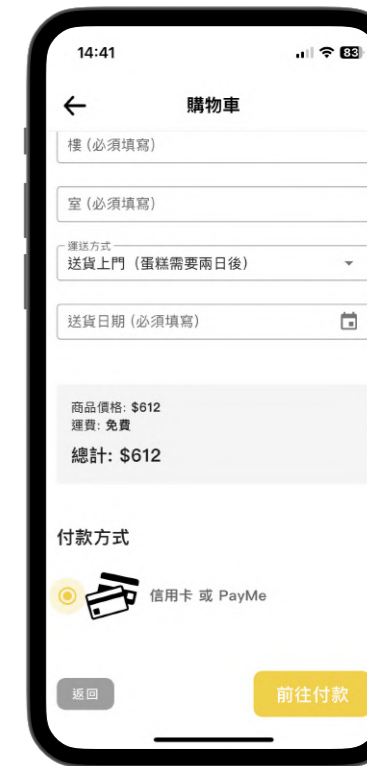 14:41
83
購物車
樓 (必須填寫)
室 (必須填寫)
運送方式
送貨上門（蛋糕需要兩日後）
送貨日期 (必須填寫)
商品價格: $612
運費: 免費
總計: $612
付款方式
信用卡 或 PayMe
返回
前往付款